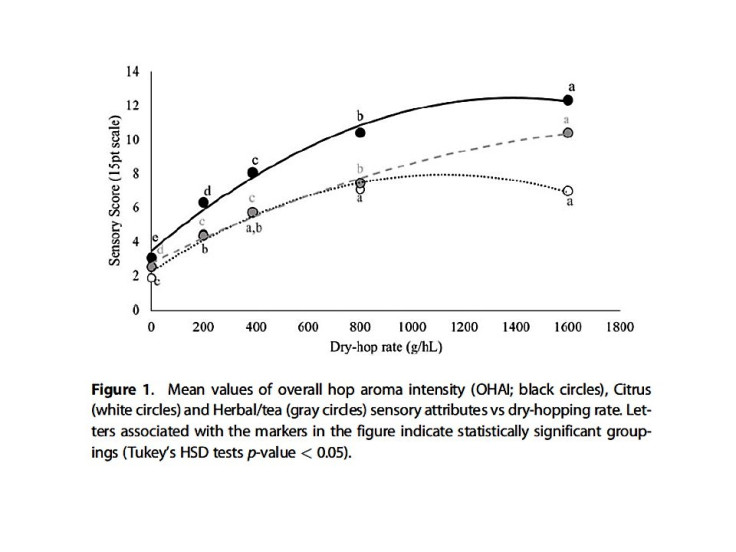 14
12
10
8
6
4
2
0
Sensory Score (15pt scale)
e
d
c
d
c
b
c
c
a,b
b
b
a
a
a
a
0 200 400 600 800 1000 1200 1400 1600 1800
Dry-hop rate (g/hL)
Figure 1. Mean values of overall hop aroma intensity (OHAI; black circles), Citrus
(white circles) and Herbal/tea (gray circles) sensory attributes vs dry-hopping rate. Let-
ters associated with the markers in the figure indicate statistically significant group-
ings (Tukey's HSD tests p-value < 0.05).